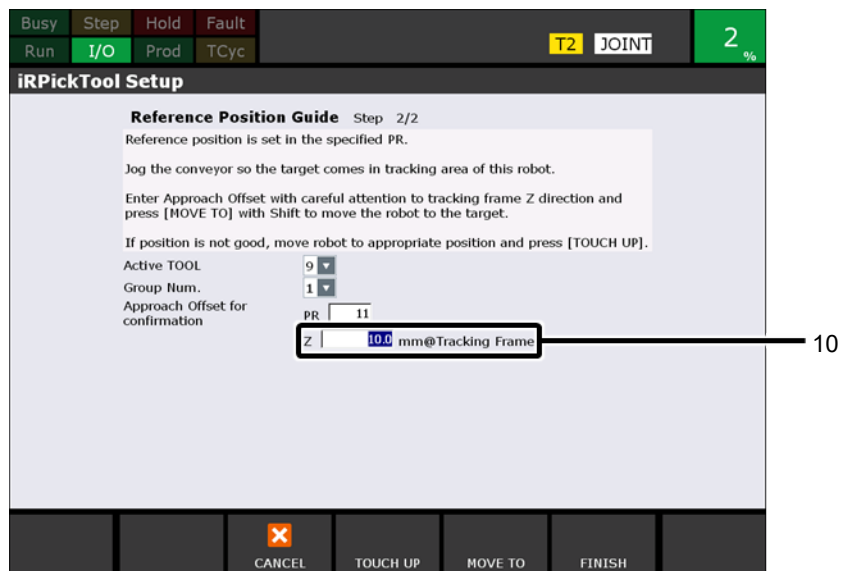 Busy Step Hold Fault
Run I/O Prod TCyc
T2 JOINT
2 %
iRPickTool Setup
Reference Position Guide Step 2/2
Reference position is set in the specified PR.
Jog the conveyor so the target comes in tracking area of this robot.
Enter Approach Offset with careful attention to tracking frame Z direction and
press [MOVE TO] with Shift to move the robot to the target.
If position is not good, move robot to appropriate position and press [TOUCH UP].
Active TOOL 9
Group Num. 1
Approach Offset for
confirmation
PR 11
Z 10.0 mm@Tracking Frame
10
CANCEL TOUCH UP MOVE TO FINISH